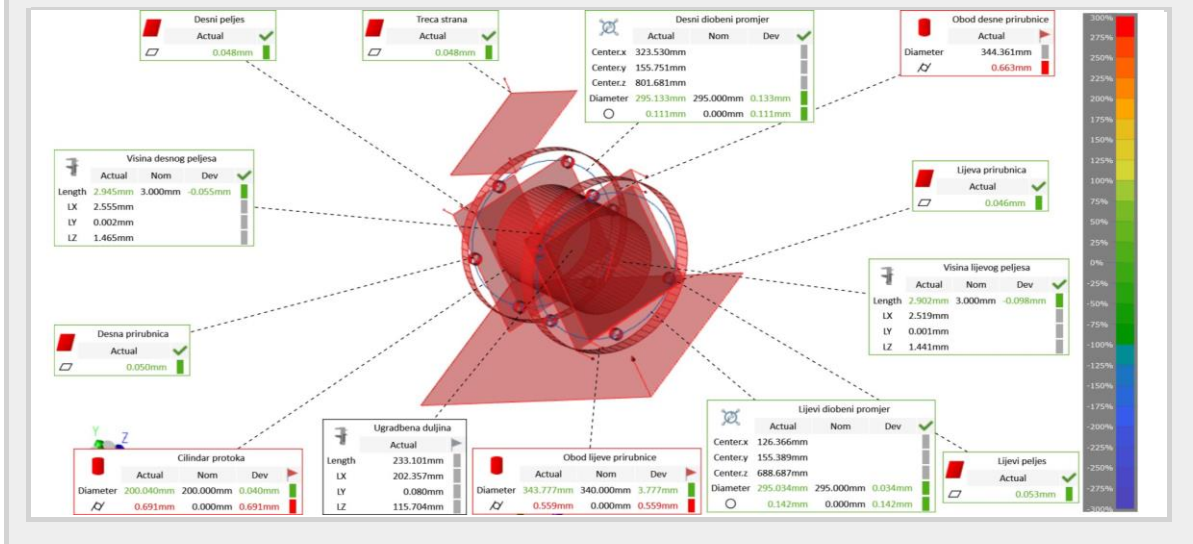 Desni peljes
Actual
0.048mm
Treca strana
Actual
0.048mm
Desni diobeni promjer
Actual Nom Dev
Center.x 323.530mm
Center.y 155.751mm
Center.z 801.681mm
Diameter 295.133mm 295.000mm 0.133mm
0.111mm 0.000mm 0.111mm
Obod desne prirubnice
Actual
Diameter 344.361mm
0.663mm
Visina desnog peljesa
Actual Nom Dev
Length 2.945mm 3.000mm -0.055mm
LX 2.555mm
LY 0.002mm
LZ 1.465mm
Lijeva prirubnica
Actual
0.046mm
Visina lijevog peljesa
Actual Nom Dev
Length 2.902mm 3.000mm -0.098mm
LX 2.519mm
LY 0.001mm
LZ 1.441mm
Desna prirubnica
Actual
0.050mm
Y
Z
Cilindar protoka
Actual Nom Dev
Diameter 200.040mm 200.000mm 0.040mm
0.691mm 0.000mm 0.691mm
Ugradbena duljina
Actual
Length 233.101mm
LX 202.357mm
LY 0.080mm
LZ 115.704mm
Obod lijeve prirubnice
Actual Nom Dev
Diameter 343.777mm 340.000mm 3.777mm
0.559mm 0.000mm 0.559mm
Lijevi diobeni promjer
Actual Nom Dev
Center.x 126.366mm
Center.y 155.389mm
Center.z 688.687mm
Diameter 295.034mm 295.000mm 0.034mm
0.142mm 0.000mm 0.142mm
Lijevi peljes
Actual
0.053mm
300%
275%
250%
225%
200%
175%
150%
125%
100%
75%
50%
25%
0%
-25%
-50%
-75%
-100%
-125%
-150%
-175%
-200%
-225%
-250%
-275%
-300%